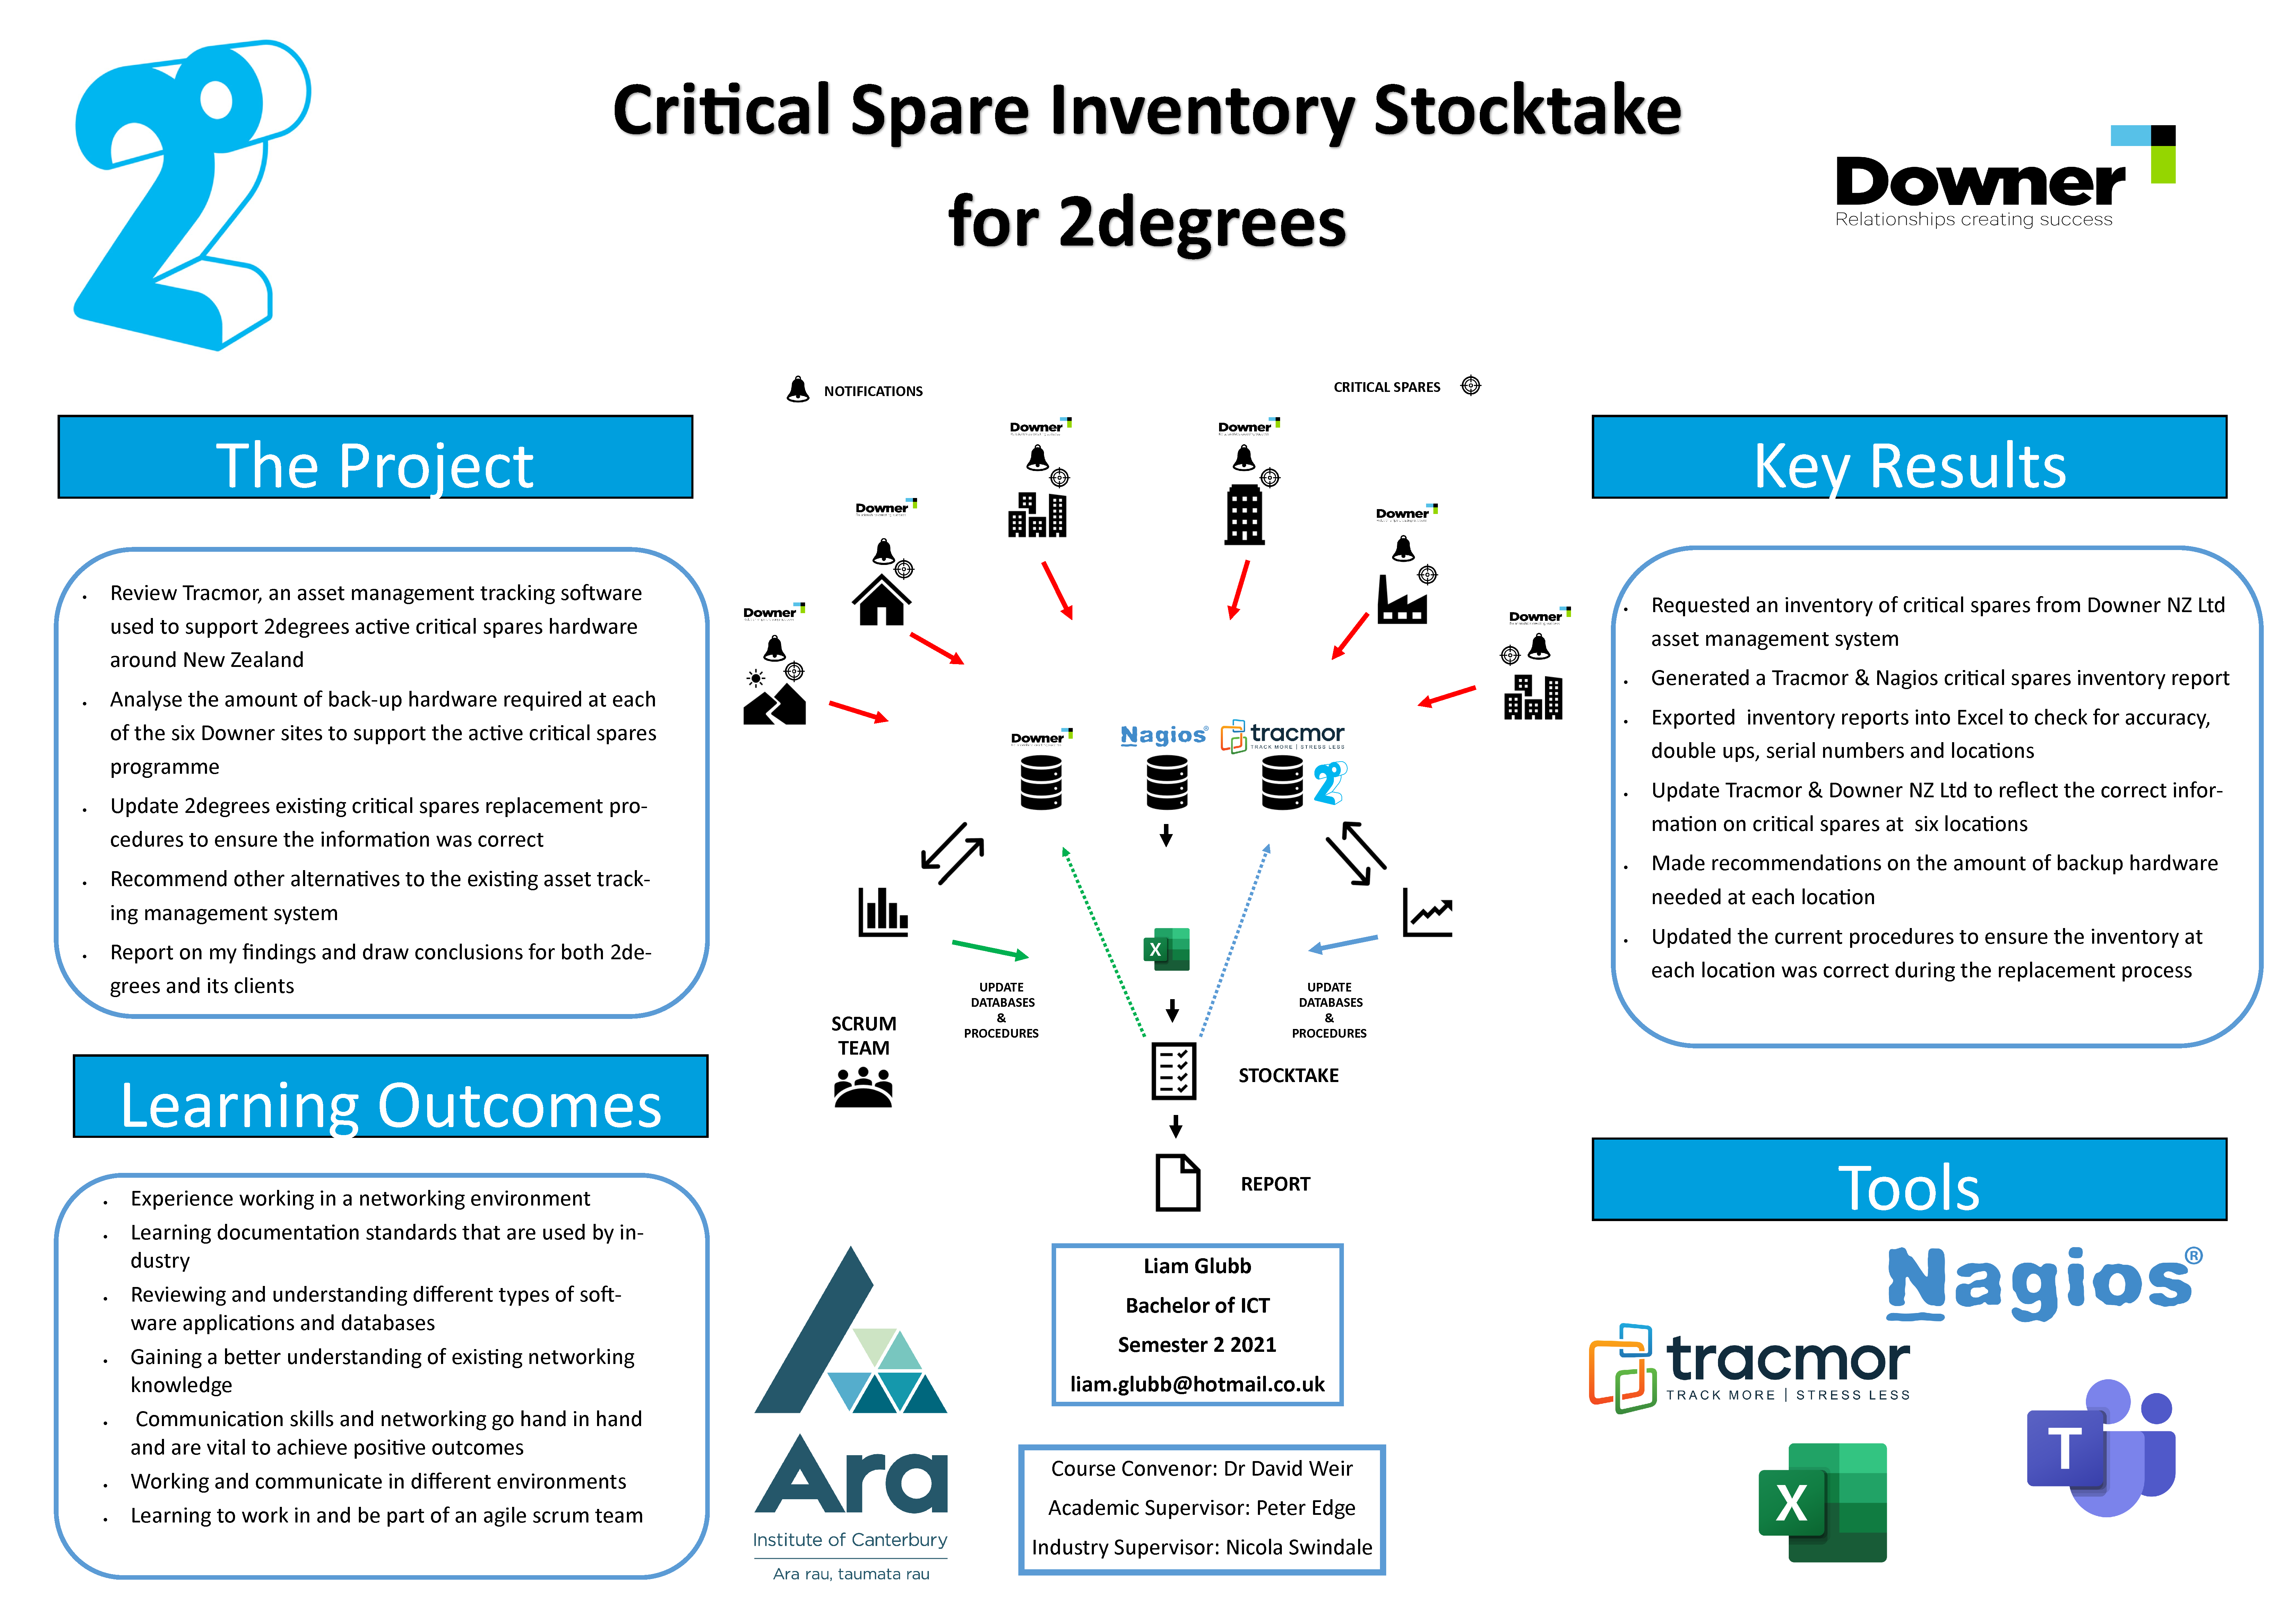 Critical Spare Inventory Stocktake
for 2degrees
Downer
Relationships creating success
The Project
Review Tracmor, an asset management tracking software
used to support 2degrees active critical spares hardware
around New Zealand
Analyse the amount of back-up hardware required at each
of the six Downer sites to support the active critical spares
programme
Update 2degrees existing critical spares replacement pro-
cedures to ensure the information was correct
Recommend other alternatives to the existing asset track-
ing management system
Report on my findings and draw conclusions for both 2de-
grees and its clients
Learning Outcomes
Experience working in a networking environment
Learning documentation standards that are used by in-
dustry
Reviewing and understanding different types of soft-
ware applications and databases
Gaining a better understanding of existing networking
knowledge
Communication skills and networking go hand in hand
and are vital to achieve positive outcomes
Working and communicate in different environments
Learning to work in and be part of an agile scrum team
NOTIFICATIONS
CRITICAL SPARES
Downer
Downer
Downer
Downer
Downer
Downer
Downer
Nagios®
tracmor
TRACK MORE | STRESS LESS
2°
X
UPDATE
DATABASES
&
PROCEDURES
UPDATE
DATABASES
&
PROCEDURES
SCRUM
TEAM
STOCKTAKE
REPORT
Liam Glubb
Bachelor of ICT
Semester 2 2021
liam.glubb@hotmail.co.uk
Course Convenor: Dr David Weir
Academic Supervisor: Peter Edge
Industry Supervisor: Nicola Swindale
Ara
Institute of Canterbury
Ara rau, taumata rau
Key Results
Requested an inventory of critical spares from Downer NZ Ltd
asset management system
Generated a Tracmor & Nagios critical spares inventory report
Exported  inventory reports into Excel to check for accuracy,
double ups, serial numbers and locations
Update Tracmor & Downer NZ Ltd to reflect the correct infor-
mation on critical spares at  six locations
Made recommendations on the amount of backup hardware
needed at each location
Updated the current procedures to ensure the inventory at
each location was correct during the replacement process
Tools
Nagios®
tracmor
TRACK MORE | STRESS LESS
T
X